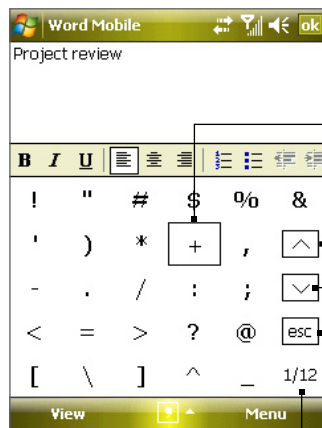 Word Mobile ok
Project review
B I U
! " # $ % &
' ) * + ,
- . / : ;
< = > ? @ esc
[ \ ] ^ _ 1/12
View Menu